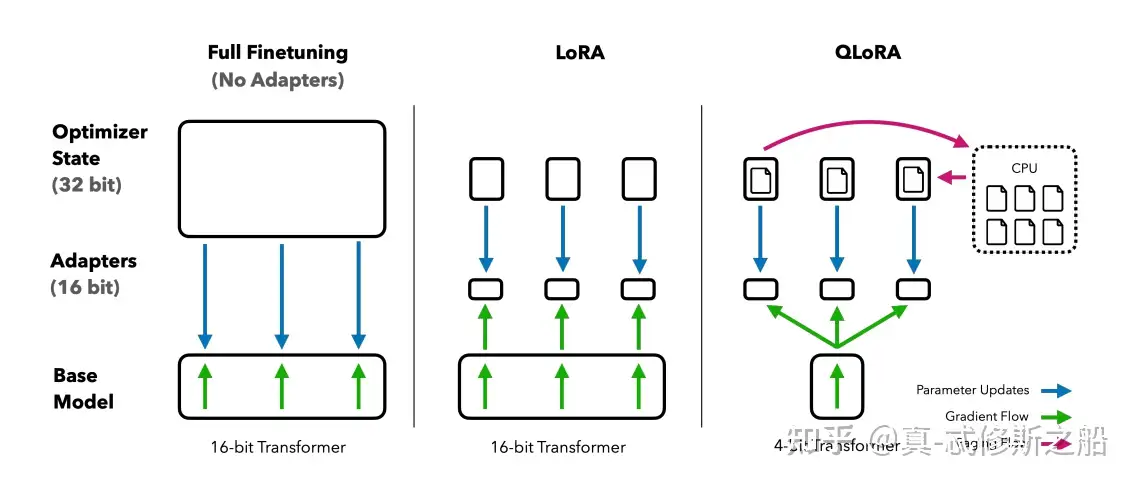 Full Finetuning
(No Adapters)
LoRA
QLoRA
Optimizer
State
(32 bit)
CPU
Adapters
(16 bit)
Base
Model
Parameter Updates
Gradient Flow
Paging Flow
16-bit Transformer
16-bit Transformer
4-bit Transformer
知乎 @真-忒修斯之船